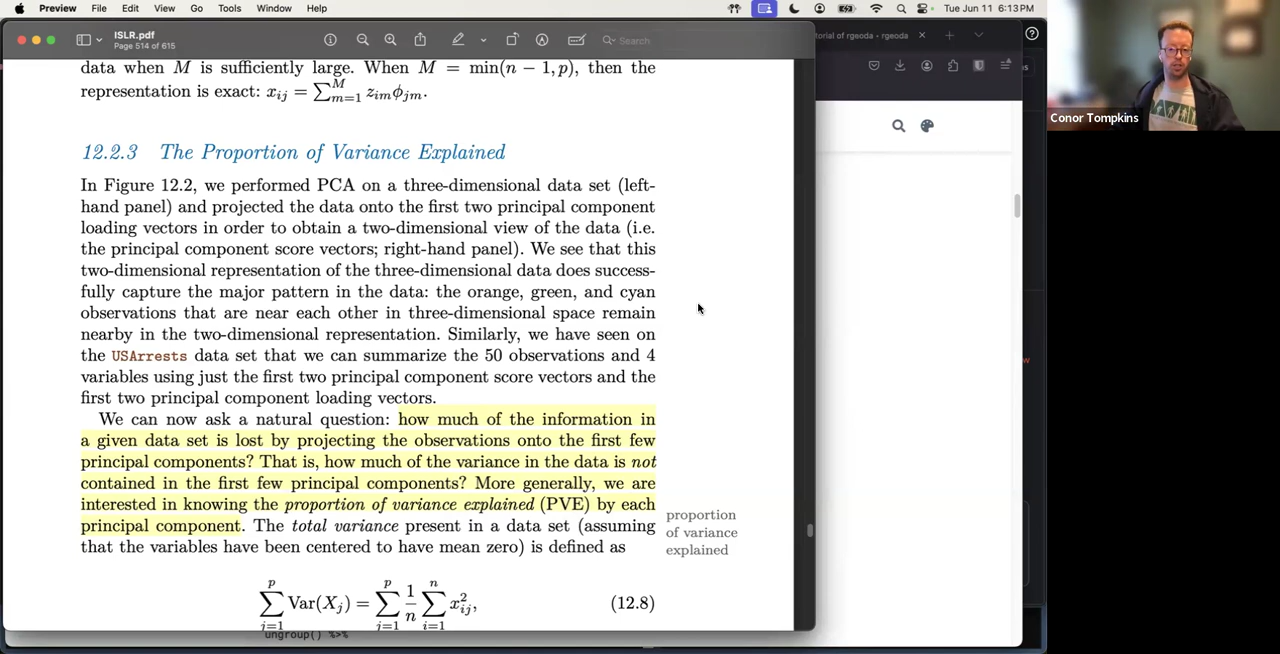 Preview File Edit View Go Tools Window Help Tue Jun 11 6:13 PM
ISLR.pdf
Page 514 of 615
Search
torial of rgeoda • rgeoda
data when M is sufficiently large. When M = min(n − 1, p), then the
representation is exact: x_{ij} = ∑_{m=1}^{M} z_{im}ϕ_{jm}.
12.2.3 The Proportion of Variance Explained
In Figure 12.2, we performed PCA on a three-dimensional data set (left-
hand panel) and projected the data onto the first two principal component
loading vectors in order to obtain a two-dimensional view of the data (i.e.
the principal component score vectors; right-hand panel). We see that this
two-dimensional representation of the three-dimensional data does success-
fully capture the major pattern in the data: the orange, green, and cyan
observations that are near each other in three-dimensional space remain
nearby in the two-dimensional representation. Similarly, we have seen on
the USArrests data set that we can summarize the 50 observations and 4
variables using just the first two principal component score vectors and the
first two principal component loading vectors.
We can now ask a natural question: how much of the information in
a given data set is lost by projecting the observations onto the first few
principal components? That is, how much of the variance in the data is not
contained in the first few principal components? More generally, we are
interested in knowing the proportion of variance explained (PVE) by each
principal component. The total variance present in a data set (assuming
that the variables have been centered to have mean zero) is defined as
proportion
of variance
explained
∑_{j=1}^{p} Var(X_j) = ∑_{j=1}^{p} 1/n ∑_{i=1}^{n} x_{ij}^2, (12.8)
ungroup() %>%
Conor Tompkins